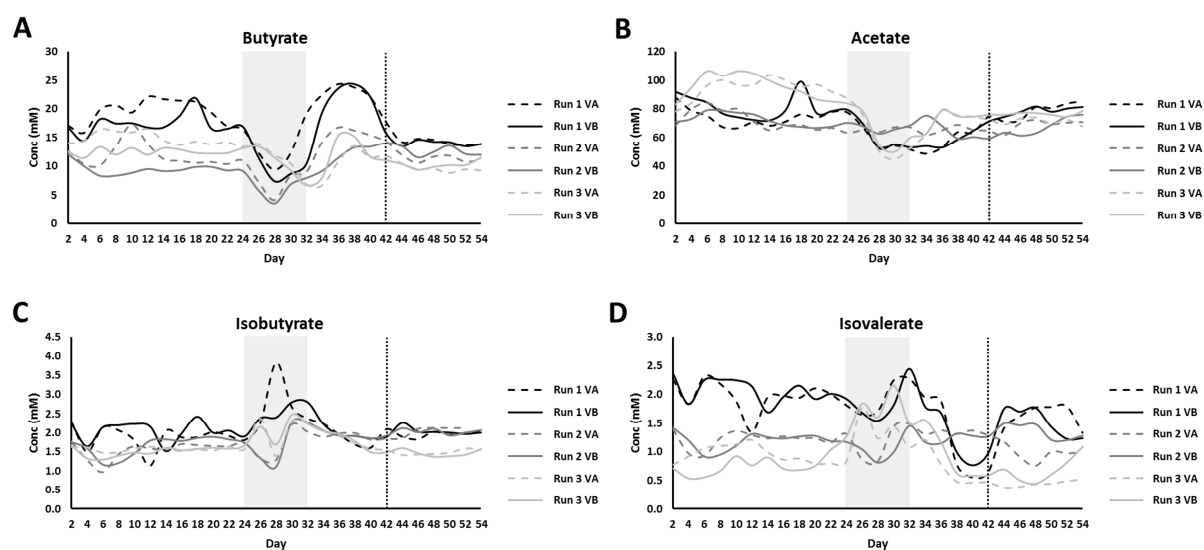 A
Butyrate
Conc (mM)
30
25
20
15
10
5
0
2 4 6 8 10 12 14 16 18 20 22 24 26 28 30 32 34 36 38 40 42 44 46 48 50 52 54
Day
Run 1 VA
Run 1 VB
Run 2 VA
Run 2 VB
Run 3 VA
Run 3 VB
B
Acetate
Conc (mM)
120
100
80
60
40
20
0
2 4 6 8 10 12 14 16 18 20 22 24 26 28 30 32 34 36 38 40 42 44 46 48 50 52 54
Day
Run 1 VA
Run 1 VB
Run 2 VA
Run 2 VB
Run 3 VA
Run 3 VB
C
Isobutyrate
Conc (mM)
4.5
4.0
3.5
3.0
2.5
2.0
1.5
1.0
0.5
0.0
2 4 6 8 10 12 14 16 18 20 22 24 26 28 30 32 34 36 38 40 42 44 46 48 50 52 54
Day
Run 1 VA
Run 1 VB
Run 2 VA
Run 2 VB
Run 3 VA
Run 3 VB
D
Isovalerate
Conc (mM)
3.0
2.5
2.0
1.5
1.0
0.5
0.0
2 4 6 8 10 12 14 16 18 20 22 24 26 28 30 32 34 36 38 40 42 44 46 48 50 52 54
Day
Run 1 VA
Run 1 VB
Run 2 VA
Run 2 VB
Run 3 VA
Run 3 VB